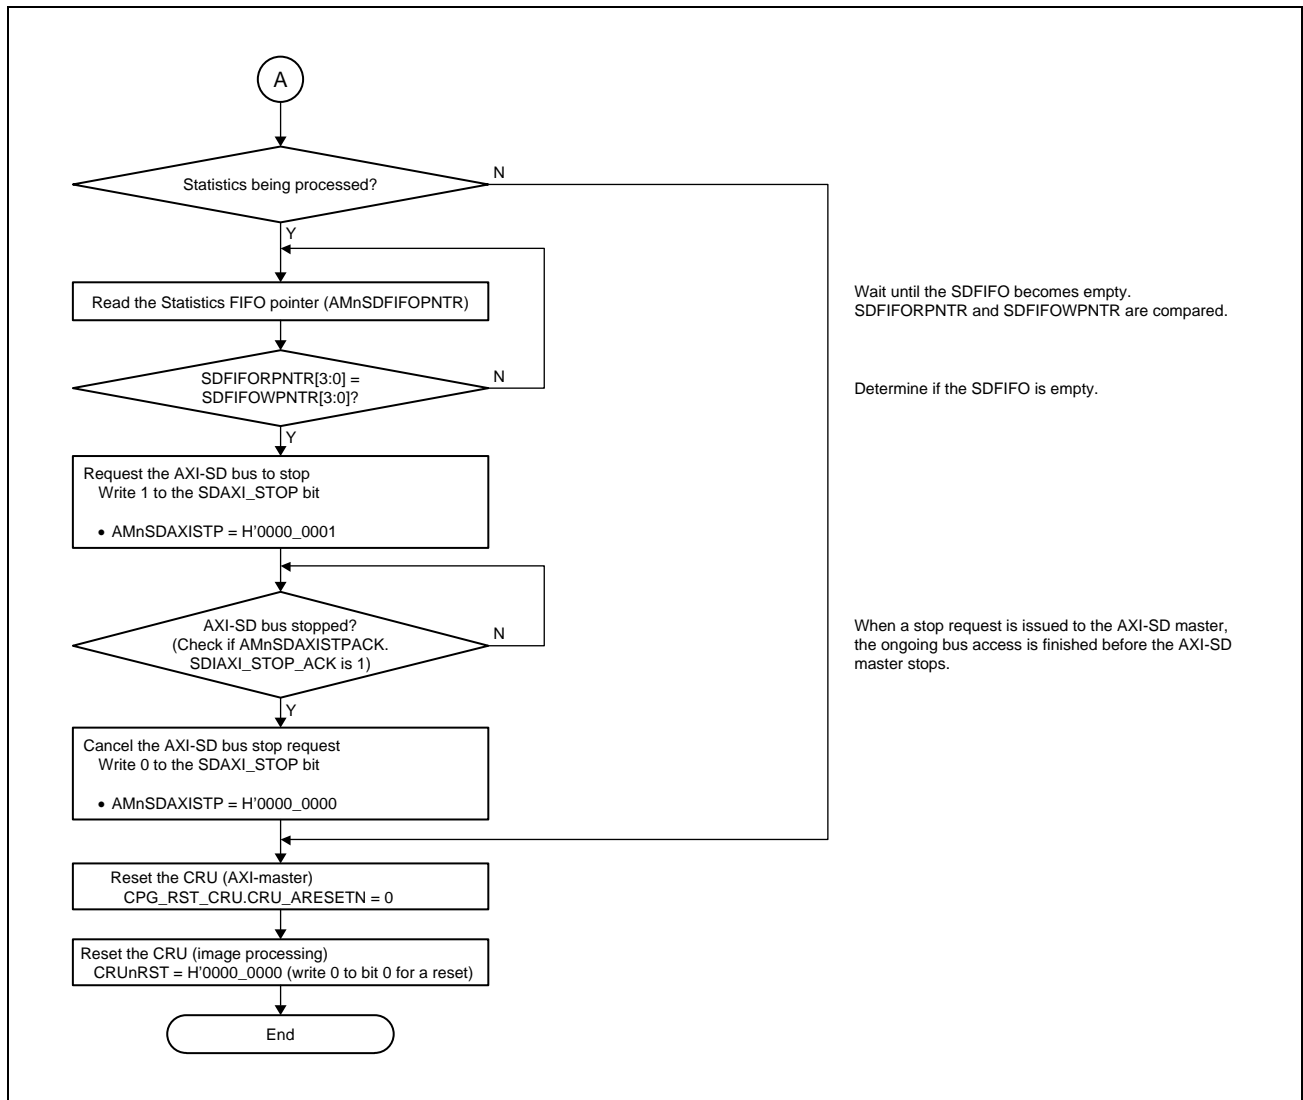 A
Statistics being processed?
N
Y
Read the Statistics FIFO pointer (AMnSDFIFOPNTR)
Wait until the SDFIFO becomes empty.
SDFIFORPNTR and SDFIFOWPNTR are compared.
SDFIFORPNTR[3:0] =
SDFIFOWPNTR[3:0]?
N
Determine if the SDFIFO is empty.
Y
Request the AXI-SD bus to stop
Write 1 to the SDAXI_STOP bit
• AMnSDAXISTP = H'0000_0001
AXI-SD bus stopped?
(Check if AMnSDAXISTPACK.
SDIAXI_STOP_ACK is 1)
N
When a stop request is issued to the AXI-SD master,
the ongoing bus access is finished before the AXI-SD
master stops.
Y
Cancel the AXI-SD bus stop request
Write 0 to the SDAXI_STOP bit
• AMnSDAXISTP = H'0000_0000
Reset the CRU (AXI-master)
CPG_RST_CRU.CRU_ARESETN = 0
Reset the CRU (image processing)
CRUnRST = H'0000_0000 (write 0 to bit 0 for a reset)
End